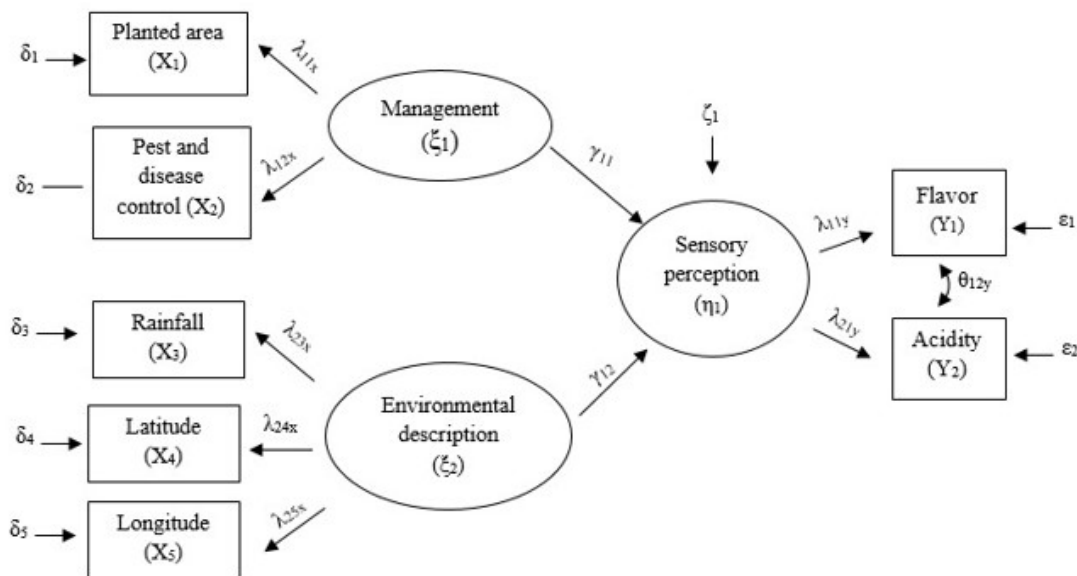 δ1
Planted area
(X1)
λ11x
δ2
Pest and
disease
control (X2)
λ12x
Management
(ξ1)
γ11
ζ1
Sensory
perception
(η1)
λ11y
Flavor
(Y1)
ε1
θ12y
λ21y
Acidity
(Y2)
ε2
δ3
Rainfall
(X3)
λ23x
γ12
δ4
Latitude
(X4)
λ24x
Environmental
description
(ξ2)
δ5
Longitude
(X5)
λ25x